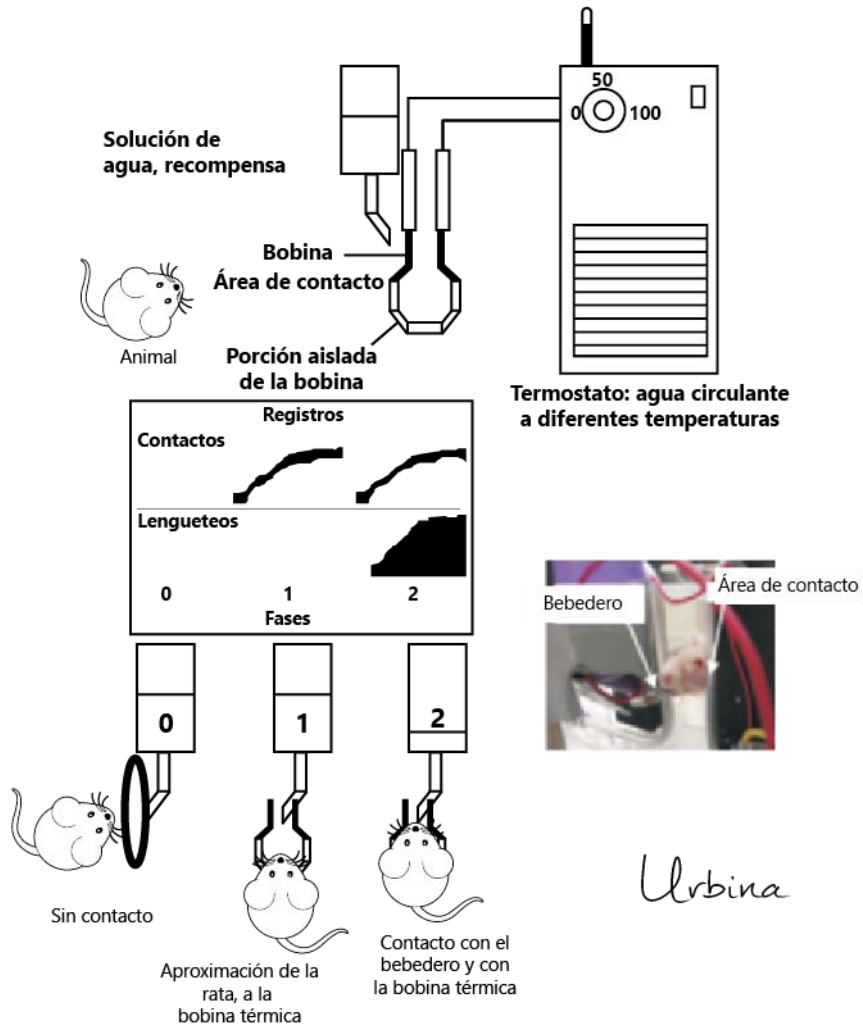 50
0
100
Solución de
agua, recompensa
Bobina
Área de contacto
Animal
Porción aislada
de la bobina
Termostato: agua circulante
a diferentes temperaturas
Registros
Contactos
Lengueteos
0 1 2
Fases
Bebedero
Área de contacto
0
1
2
Sin contacto
Aproximación de la
rata, a la
bobina térmica
Contacto con el
bebedero y con
la bobina térmica
Urbina